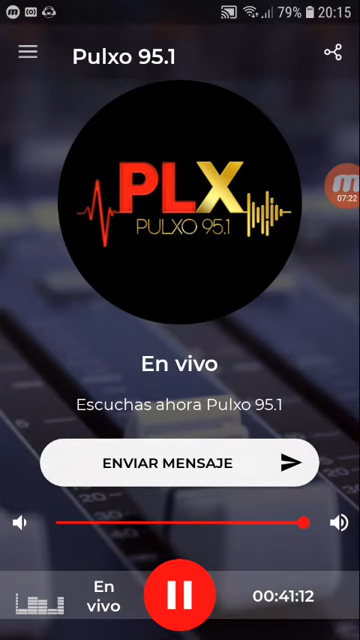 79% 20:15
Pulxo 95.1
PLX
PULXO 95.1
07:22
En vivo
Escuchas ahora Pulxo 95.1
ENVIAR MENSAJE
En
vivo
00:41:12